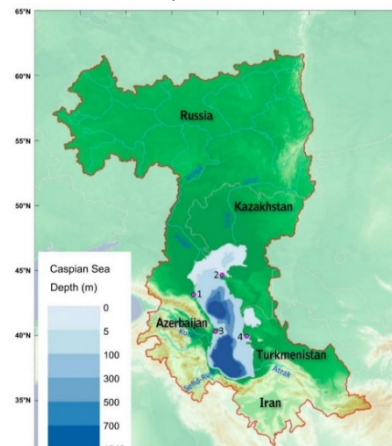 65°N
60°N
55°N
50°N
45°N
40°N
35°N
Russia
Kazakhstan
Azerbaijan
Turkmenistan
Iran
Atrak
1
2
3
4
Caspian Sea
Depth (m)
0
5
100
300
500
700